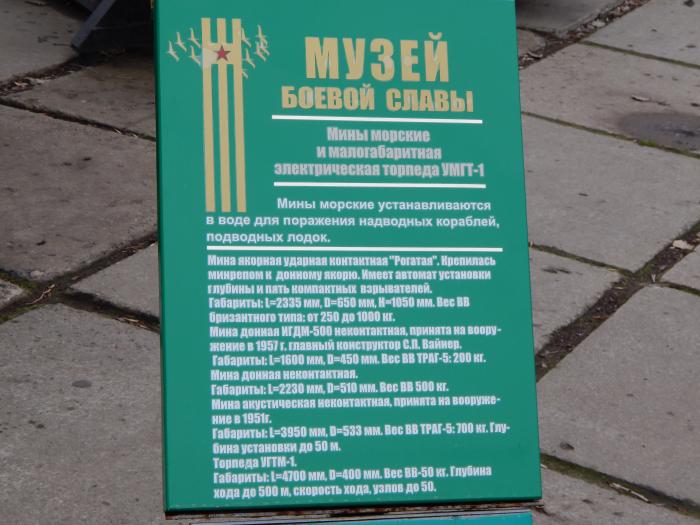 МУЗЕЙ
БОЕВОЙ СЛАВЫ
Мины морские
и малогабаритная
электрическая торпеда УМГТ-1
Мины морские устанавливаются
в воде для поражения надводных кораблей,
подводных лодок.
Мина якорная ударная контактная "Рогатая". Крепилась
минрепом к донному якорю. Имеет автомат установки
глубины и пять компактных взрывателей.
Габариты: L=2335 мм, D=650 мм, H=1050 мм. Вес ВВ
бризантного типа: от 250 до 1000 кг.
Мина донная ИГДМ-500 неконтактная, принята на воору-
жение в 1957 г. главный конструктор С.П. Вайнер.
Габариты: L=1600 мм, D=450 мм. Вес ВВ ТРАГ-5: 200 кг.
Мина донная неконтактная.
Габариты: L=2230 мм, D=510 мм. Вес ВВ 500 кг.
Мина акустическая неконтактная, принята на вооруже-
ние в 1951г.
Габариты: L=3950 мм, D=533 мм. Вес ВВ ТРАГ-5: 700 кг. Глу-
бина установки до 50 м.
Торпеда УГТМ-1.
Габариты: L=4700 мм, D=400 мм. Вес ВВ-50 кг. Глубина
хода до 500 м, скорость хода, узлов до 50.